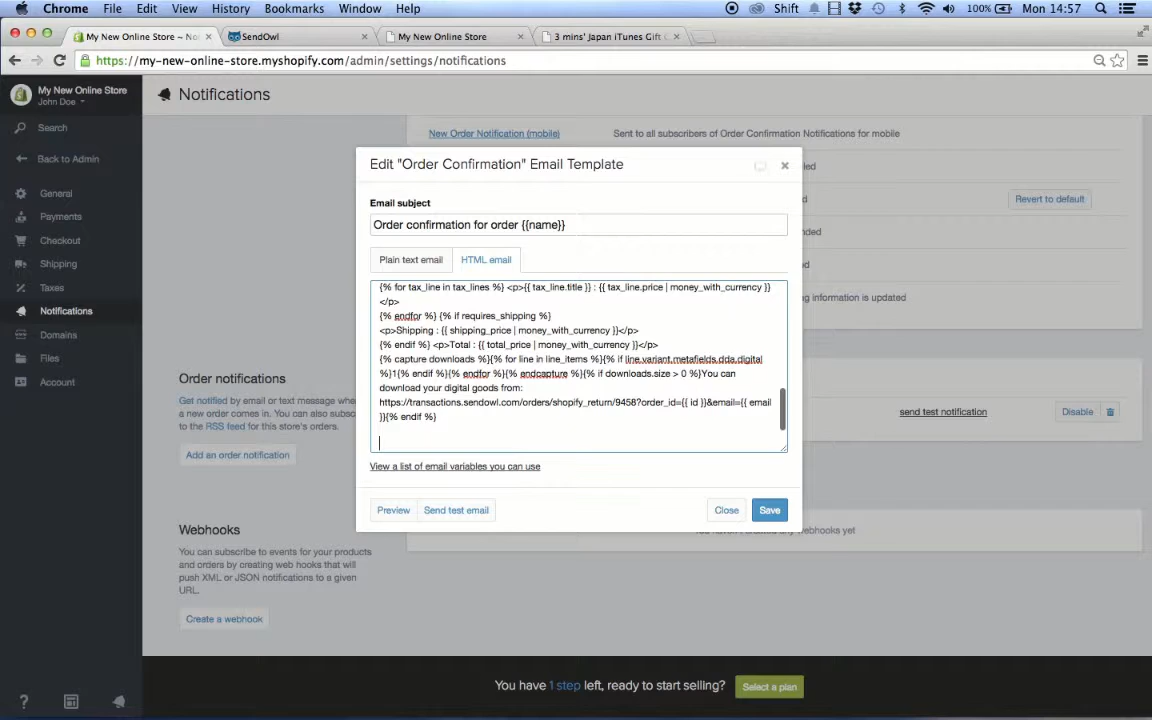 Chrome File Edit View History Bookmarks Window Help Shift 100% Mon 14:57
My New Online Store ~ No SendOwl My New Online Store 3 mins' Japan iTunes Gift C
https://my-new-online-store.myshopify.com/admin/settings/notifications
My New Online Store
John Doe
Notifications
Search
Back to Admin
General
Payments
Checkout
Shipping
Taxes
Notifications
Domains
Files
Account
New Order Notification (mobile) Sent to all subscribers of Order Confirmation Notifications for mobile
Revert to default
Edit "Order Confirmation" Email Template
Email subject
Order confirmation for order {{name}}
Plain text email HTML email
{% for tax_line in tax_lines %} <p>{{ tax_line.title }} : {{ tax_line.price | money_with_currency }}
</p>
{% endfor %} {% if requires_shipping %}
<p>Shipping : {{ shipping_price | money_with_currency }}</p>
{% endif %} <p>Total : {{ total_price | money_with_currency }}</p>
{% capture downloads %}{% for line in line_items %}{% if line.variant.metafields.dda.digital
%}1{% endif %}{% endfor %}{% endcapture %}{% if downloads.size > 0 %}You can
download your digital goods from:
https://transactions.sendowl.com/orders/shopify_return/9458?order_id={{ id }}&email={{ email
}}{% endif %}
View a list of email variables you can use
Preview Send test email Close Save
ng information is updated
Order notifications
Get notified by email or text message whe
a new order comes in. You can also subsc
to the RSS feed for this store's orders.
Add an order notification
send test notification Disable
Webhooks
You can subscribe to events for your products
and orders by creating web hooks that will
push XML or JSON notifications to a given
URL.
Create a webhook
You have 1 step left, ready to start selling? Select a plan